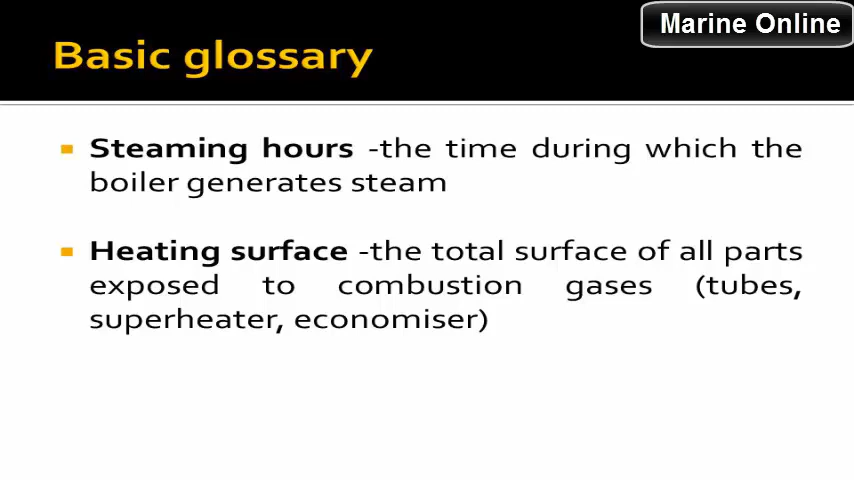 Marine Online
Basic glossary
Steaming hours -the time during which the
boiler generates steam
Heating surface -the total surface of all parts
exposed to combustion gases (tubes,
superheater, economiser)